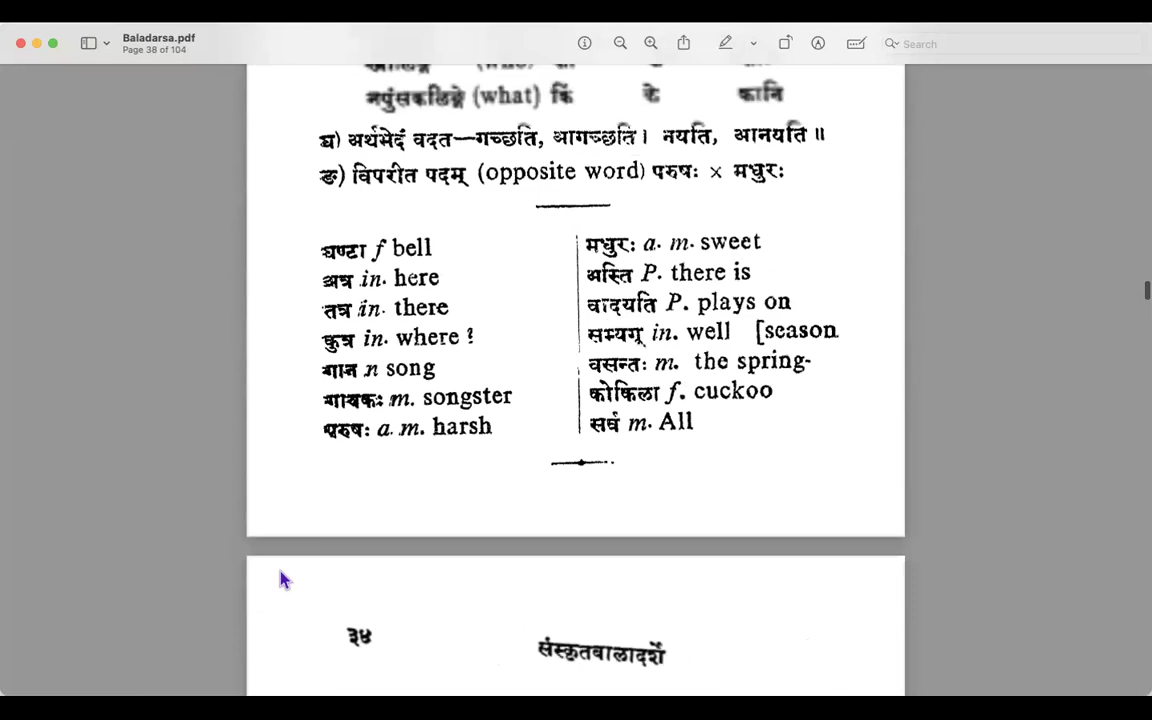 Baladarsa.pdf
Page 38 of 104
Search
नपुंसकलिङ्गे (what) किं के कानि
घ) अर्थभेदं वदत—गच्छति, आगच्छति। नयति, आनयति॥
ङ) विपरीत पदम् (opposite word) परुषः × मधुरः
घण्टा f bell
अत्र in. here
तत्र in. there
कुत्र in. where ?
गान n song
गायकः m. songster
परुषः a. m. harsh
मधुरः a. m. sweet
अस्ति P. there is
वादयति P. plays on
सम्यग् in. well [season
वसन्तः m. the spring-
कोकिला f. cuckoo
सर्व m. All
३४
संस्कृतबालादर्शे